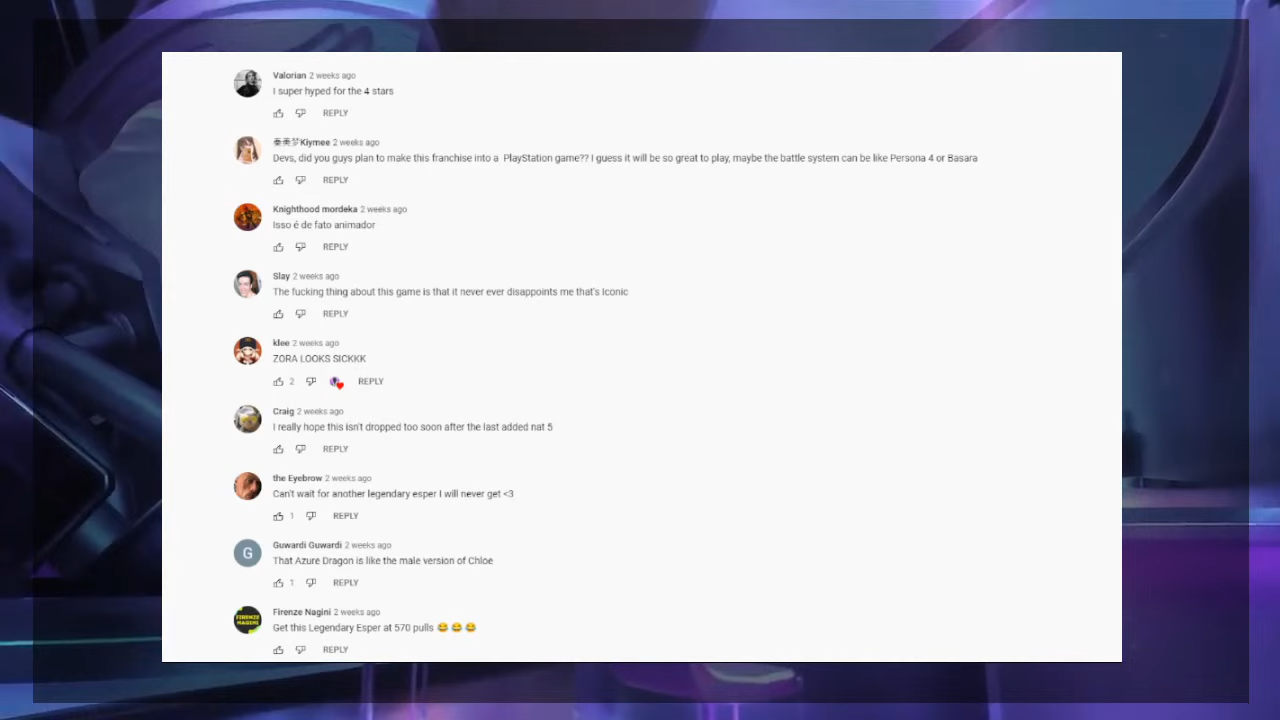 Valorian 2 weeks ago
I super hyped for the 4 stars
REPLY
Kiymee 2 weeks ago
Devs, did you guys plan to make this franchise into a PlayStation game?? I guess it will be so great to play, maybe the battle system can be like Persona 4 or Basara
REPLY
Knighthood mordeka 2 weeks ago
Isso é de fato animador
REPLY
Slay 2 weeks ago
The fucking thing about this game is that it never ever disappoints me that's Iconic
REPLY
klee 2 weeks ago
ZORA LOOKS SICKKK
2 REPLY
Craig 2 weeks ago
I really hope this isn't dropped too soon after the last added nat 5
REPLY
the Eyebrow 2 weeks ago
Can't wait for another legendary esper I will never get <3
1 REPLY
G
Guwardi Guwardi 2 weeks ago
That Azure Dragon is like the male version of Chloe
1 REPLY
FIRENZE
NAGINI
Firenze Nagini 2 weeks ago
Get this Legendary Esper at 570 pulls 😂 😂 😂
REPLY